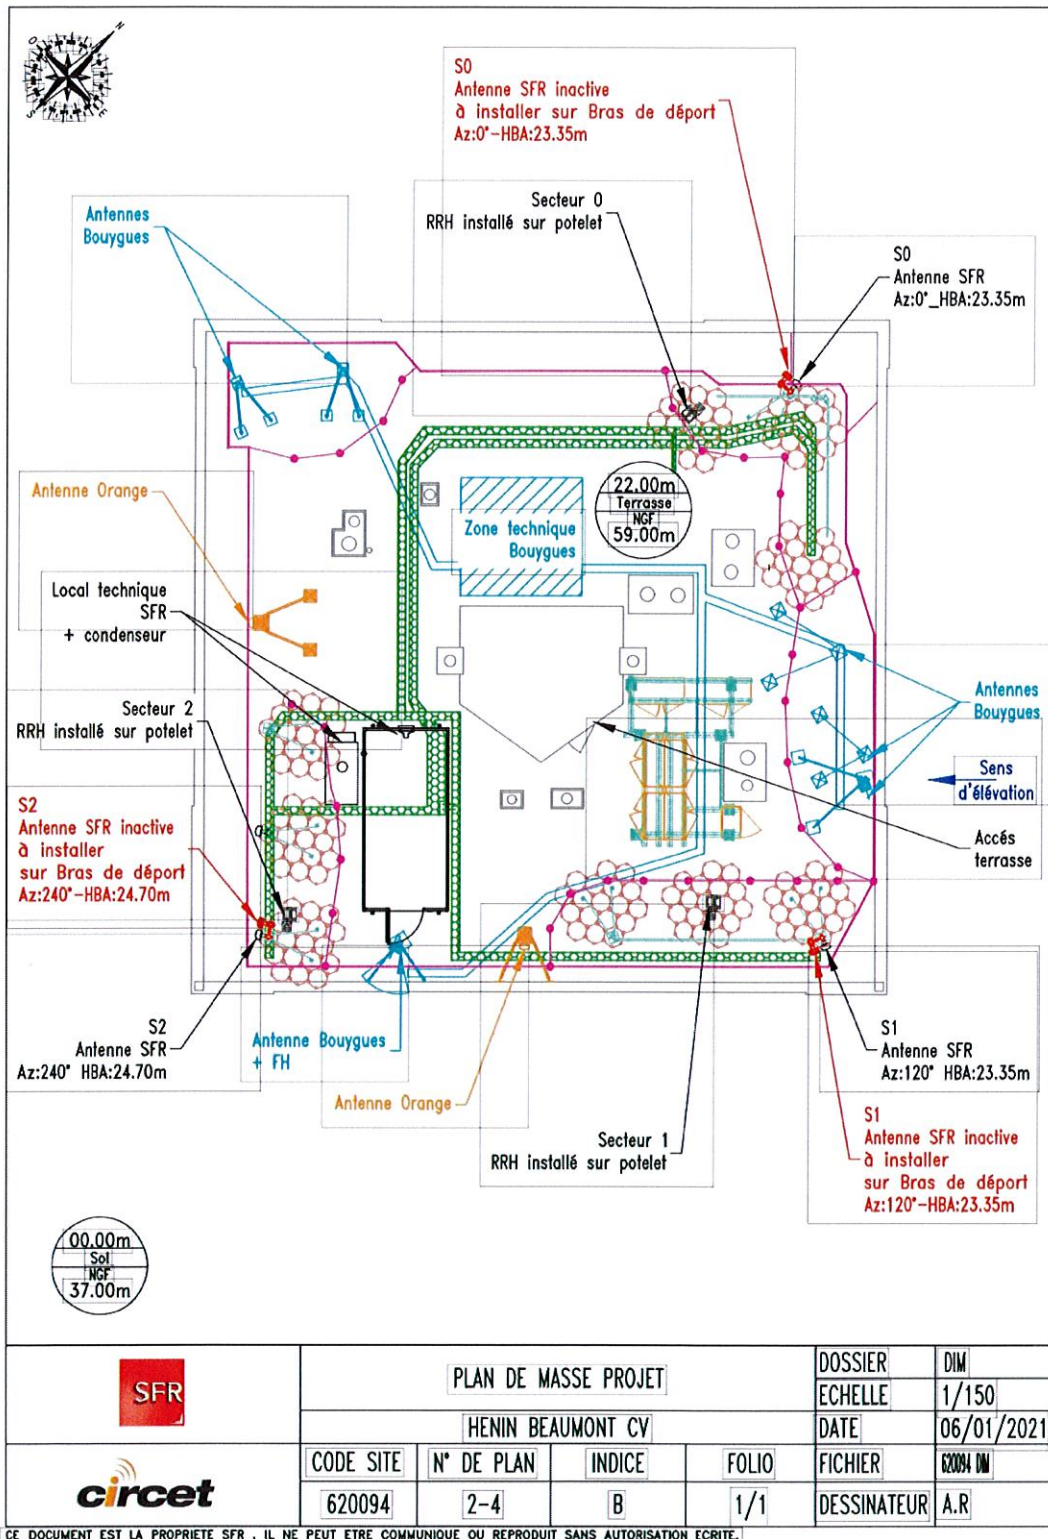 N
O
S
E
S0
Antenne SFR inactive
à installer sur Bras de déport
Az:0°-HBA:23.35m
Secteur 0
RRH installé sur potelet
S0
Antenne SFR
Az:0°_HBA:23.35m
Antennes
Bouygues
Antenne Orange
22.00m
Terrasse
NGF
59.00m
Zone technique
Bouygues
Local technique
SFR
+ condenseur
Secteur 2
RRH installé sur potelet
Antennes
Bouygues
Sens
d'élévation
Accés
terrasse
S2
Antenne SFR inactive
à installer
sur Bras de déport
Az:240°-HBA:24.70m
S2
Antenne SFR
Az:240° HBA:24.70m
Antenne Bouygues
+ FH
Antenne Orange
Secteur 1
RRH installé sur potelet
S1
Antenne SFR
Az:120° HBA:23.35m
S1
Antenne SFR inactive
à installer
sur Bras de déport
Az:120°-HBA:23.35m
00.00m
Sol
NGF
37.00m
SFR
circet
PLAN DE MASSE PROJET
HENIN BEAUMONT CV
CODE SITE N° DE PLAN INDICE FOLIO
620094 2-4 B 1/1
DOSSIER DIM
ECHELLE 1/150
DATE 06/01/2021
FICHIER 620094 DIM
DESSINATEUR A.R
CE DOCUMENT EST LA PROPRIETE SFR . IL NE PEUT ETRE COMMUNIQUE OU REPRODUIT SANS AUTORISATION ECRITE.